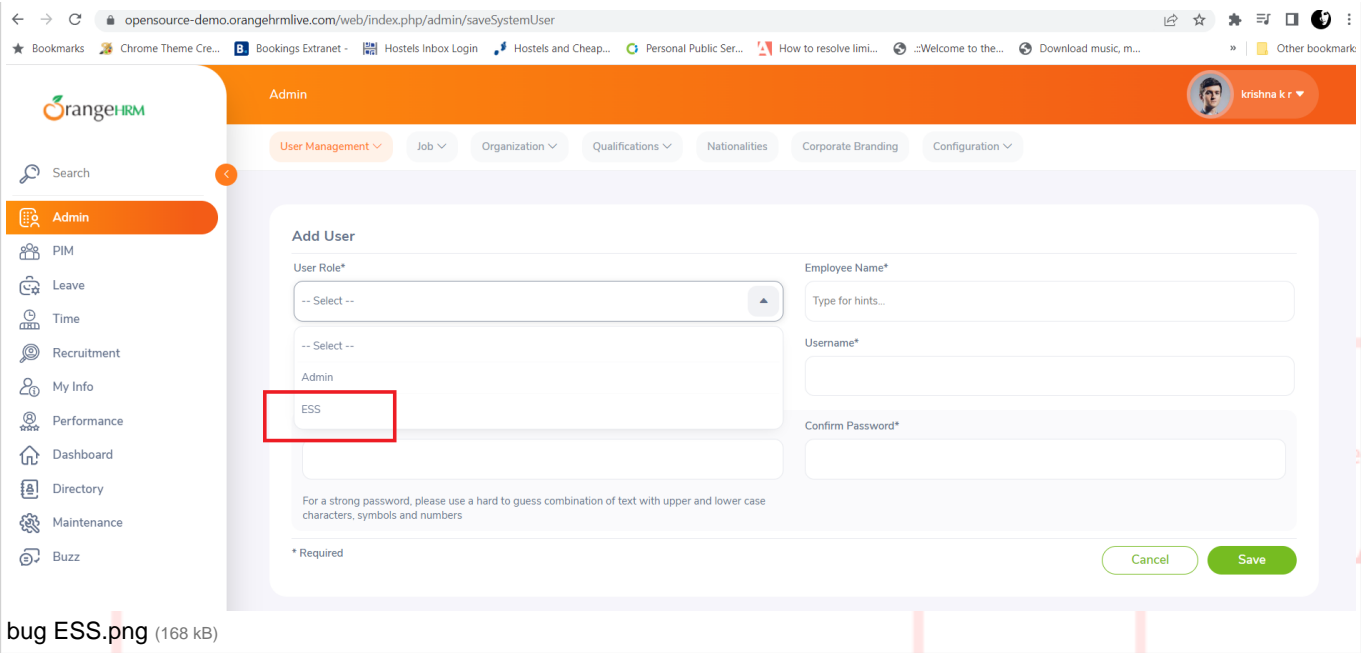 opensource-demo.orangehrmlive.com/web/index.php/admin/saveSystemUser
Bookmarks Chrome Theme Cre... B. Bookings Extranet - Hostels Inbox Login Hostels and Cheap... Personal Public Ser... How to resolve limi... .::Welcome to the... Download music, m... » Other bookmark
OrangeHRM
Admin
krishna k r
User Management Job Organization Qualifications Nationalities Corporate Branding Configuration
Search
Admin
PIM
Leave
Time
Recruitment
My Info
Performance
Dashboard
Directory
Maintenance
Buzz
Add User
User Role*
-- Select --
-- Select --
Admin
ESS
Employee Name*
Type for hints...
Username*
Confirm Password*
For a strong password, please use a hard to guess combination of text with upper and lower case
characters, symbols and numbers
* Required
Cancel Save
bug ESS.png (168 kB)